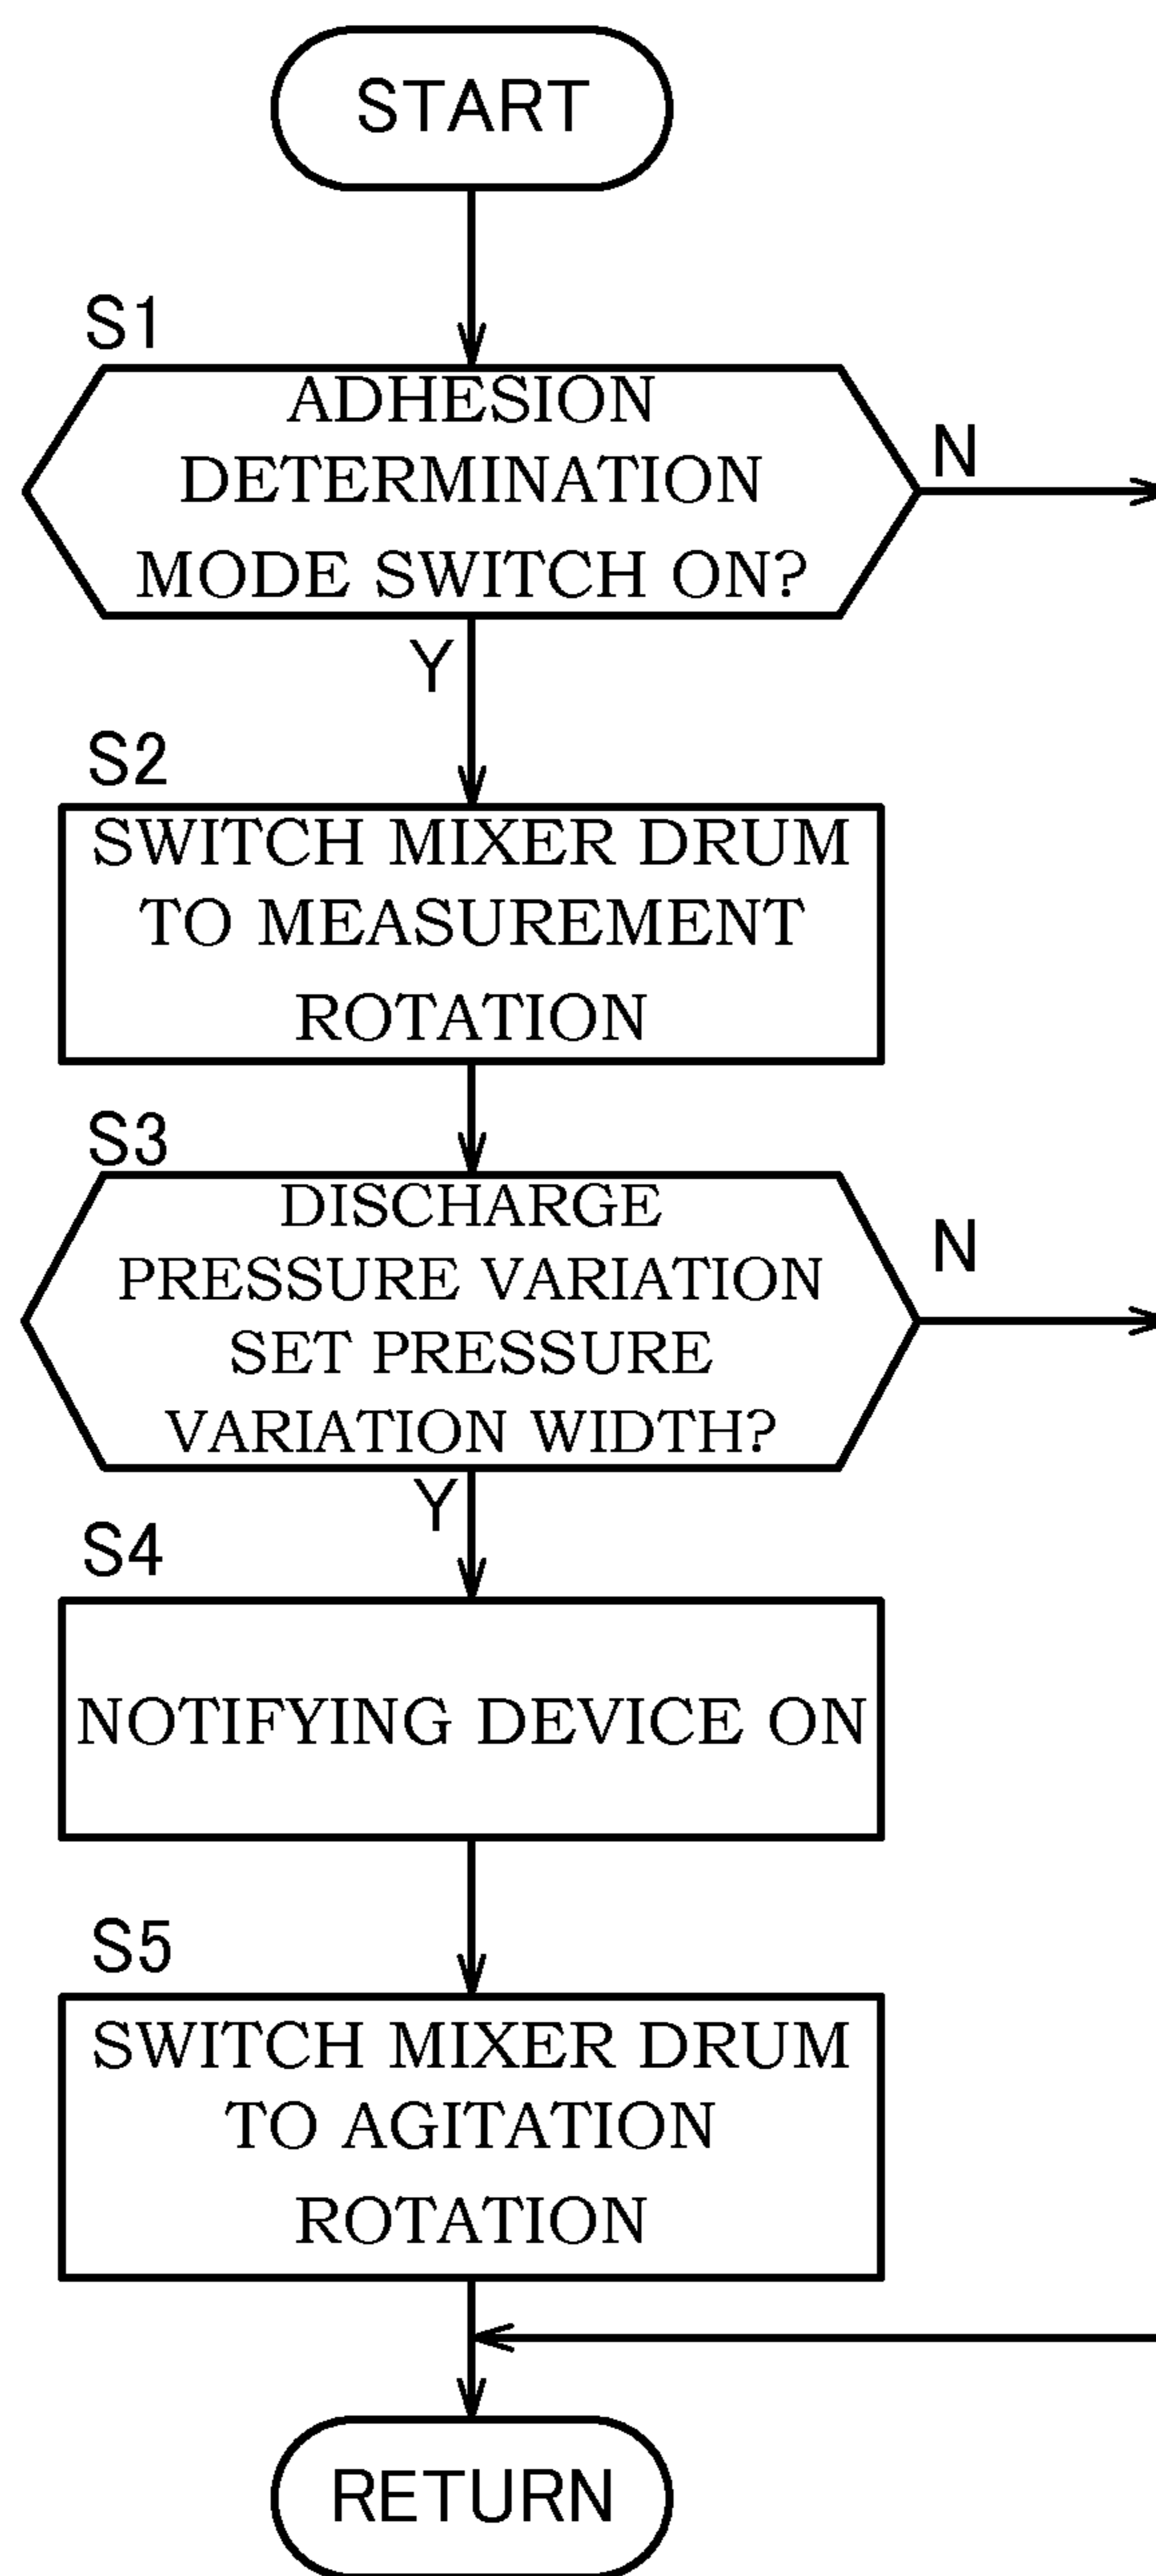 START
S1
ADHESION
DETERMINATION
MODE SWITCH ON?
N
Y
S2
SWITCH MIXER DRUM
TO MEASUREMENT
ROTATION
S3
DISCHARGE
PRESSURE VARIATION
SET PRESSURE
VARIATION WIDTH?
N
Y
S4
NOTIFYING DEVICE ON
S5
SWITCH MIXER DRUM
TO AGITATION
ROTATION
RETURN